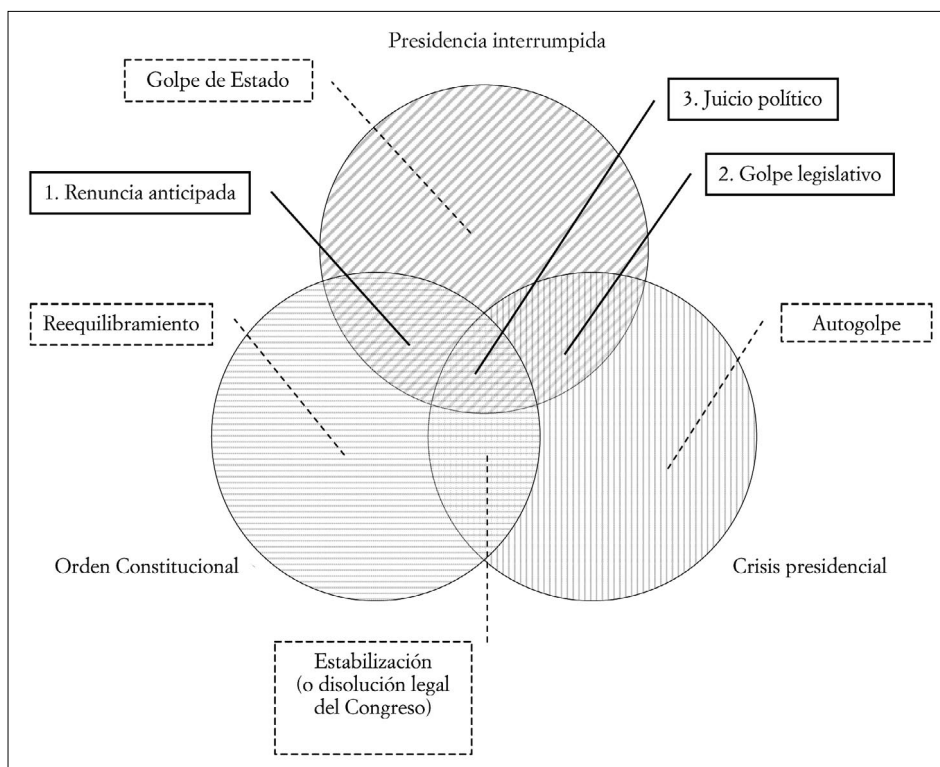 Presidencia interrumpida
Golpe de Estado
3. Juicio político
2. Golpe legislativo
1. Renuncia anticipada
Reequilibramiento
Autogolpe
Orden Constitucional
Crisis presidencial
Estabilización
(o disolución legal
del Congreso)